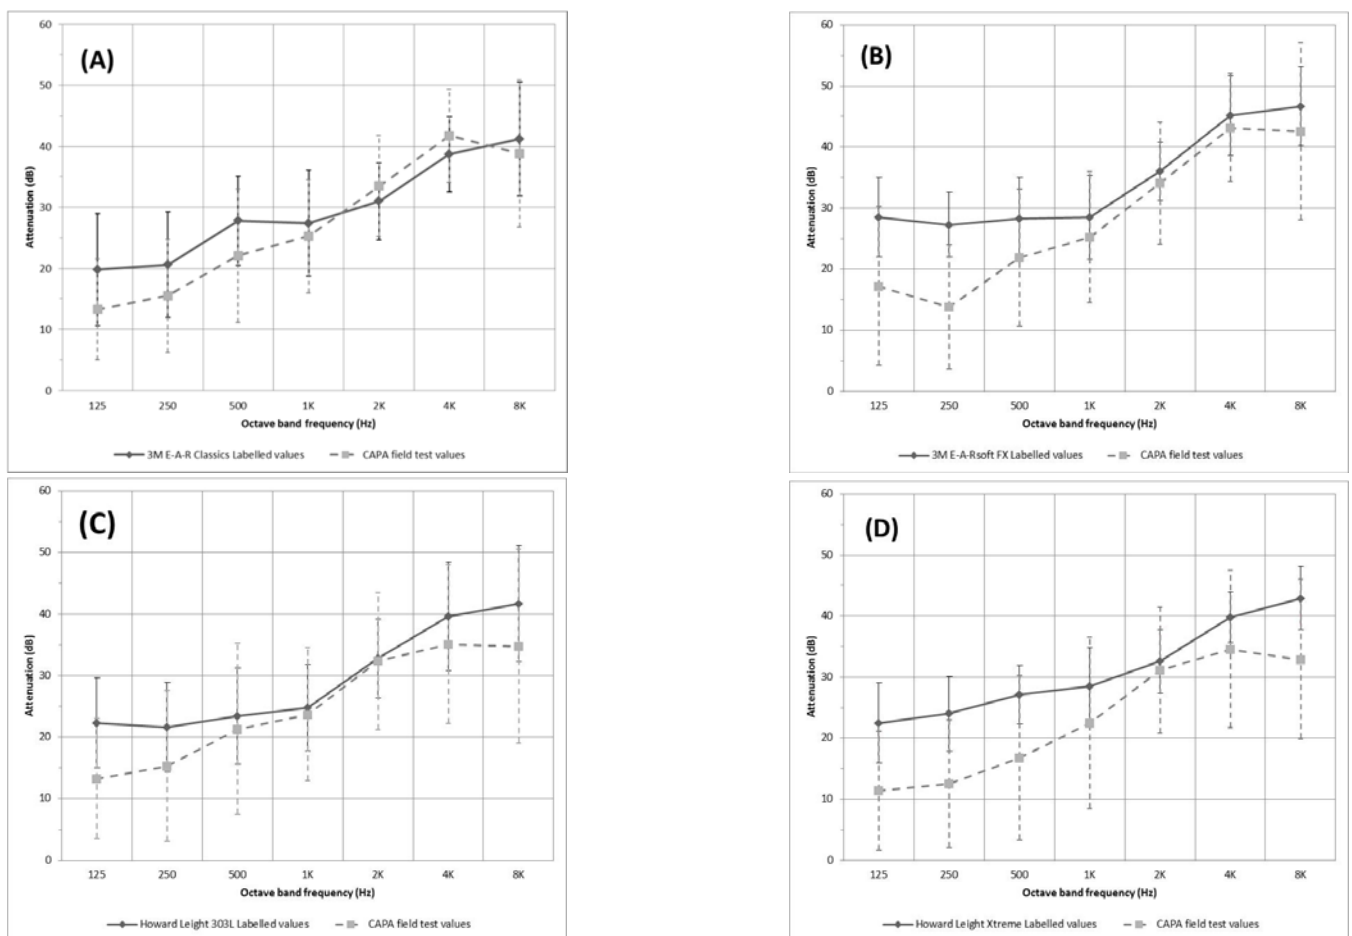 (A)
60
50
40
30
20
10
0
Attenuation (dB)
125 250 500 1K 2K 4K 8K
Octave band frequency (Hz)
3M E-A-R Classics Labelled values CAPA field test values
(B)
60
50
40
30
20
10
0
Attenuation (dB)
125 250 500 1K 2K 4K 8K
Octave band frequency (Hz)
3M E-A-Rsoft FX Labelled values CAPA field test values
(C)
60
50
40
30
20
10
0
Attenuation (dB)
125 250 500 1K 2K 4K 8K
Octave band frequency (Hz)
Howard Leight 303L Labelled values CAPA field test values
(D)
60
50
40
30
20
10
0
Attenuation (dB)
125 250 500 1K 2K 4K 8K
Octave band frequency (Hz)
Howard Leight Xtreme Labelled values CAPA field test values